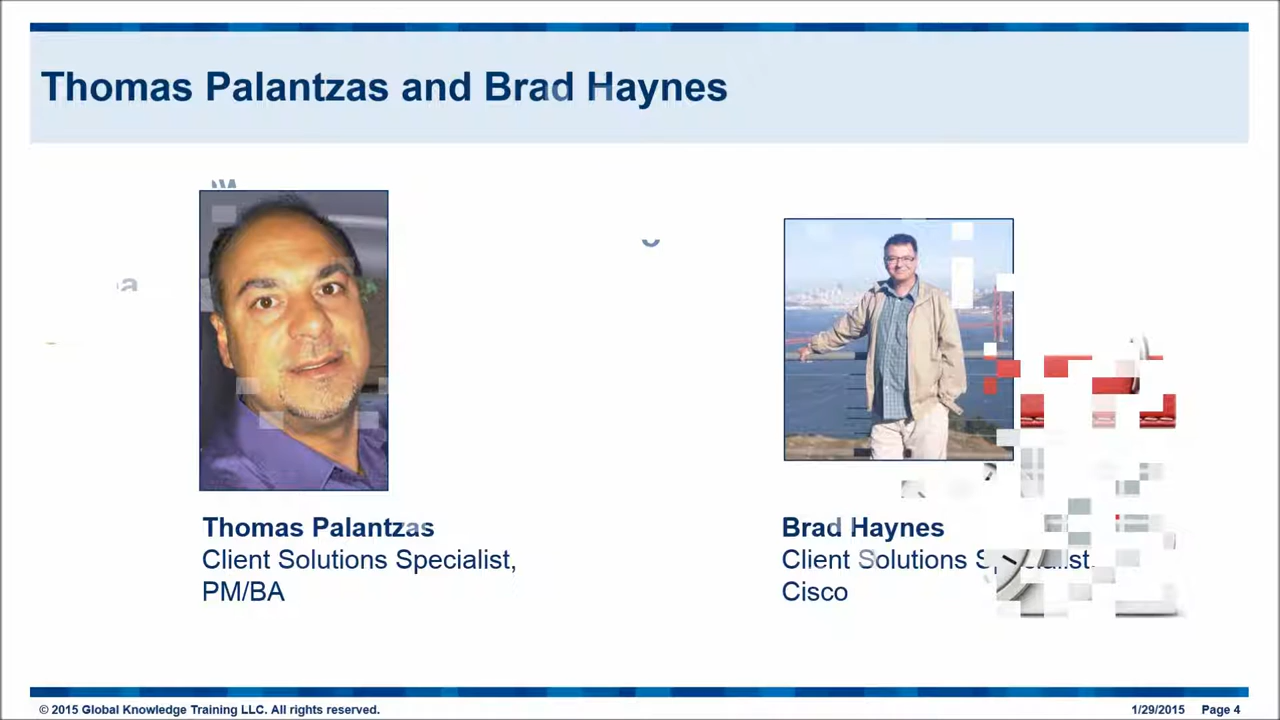 Thomas Palantzas and Brad Haynes
Thomas Palantzas
Client Solutions Specialist,
PM/BA
Brad Haynes
Client Solutions Specialist,
Cisco
© 2015 Global Knowledge Training LLC. All rights reserved.
1/29/2015 Page 4